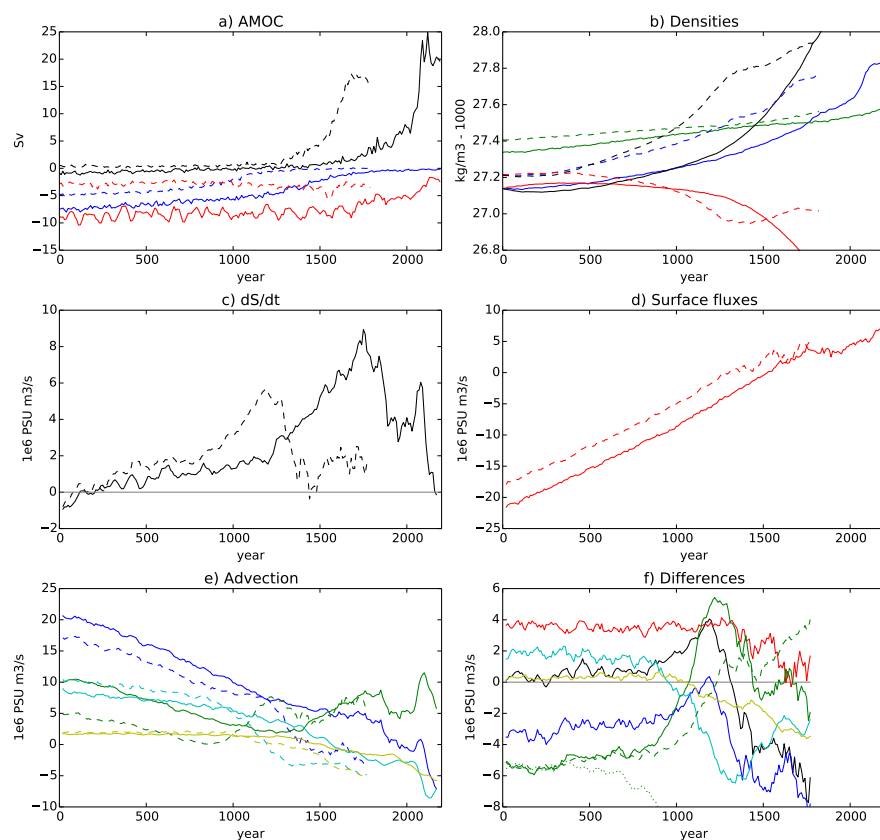 a) AMOC
25
20
15
10
5
0
−5
−10
−15
Sv
0 500 1000 1500 2000
year
b) Densities
28.0
27.6
27.2
27.0
26.8
kg/m3 - 1000
0 500 1000 1500 2000
year
c) dS/dt
10
8
6
4
2
0
−2
1e6 PSU m3/s
0 500 1000 1500 2000
year
d) Surface fluxes
10
5
0
−5
−10
−15
−20
−25
1e6 PSU m3/s
0 500 1000 1500 2000
year
e) Advection
25
20
15
10
5
0
−5
−10
1e6 PSU m3/s
0 500 1000 1500 2000
year
f) Differences
6
4
2
0
−2
−4
−6
−8
1e6 PSU m3/s
0 500 1000 1500 2000
year